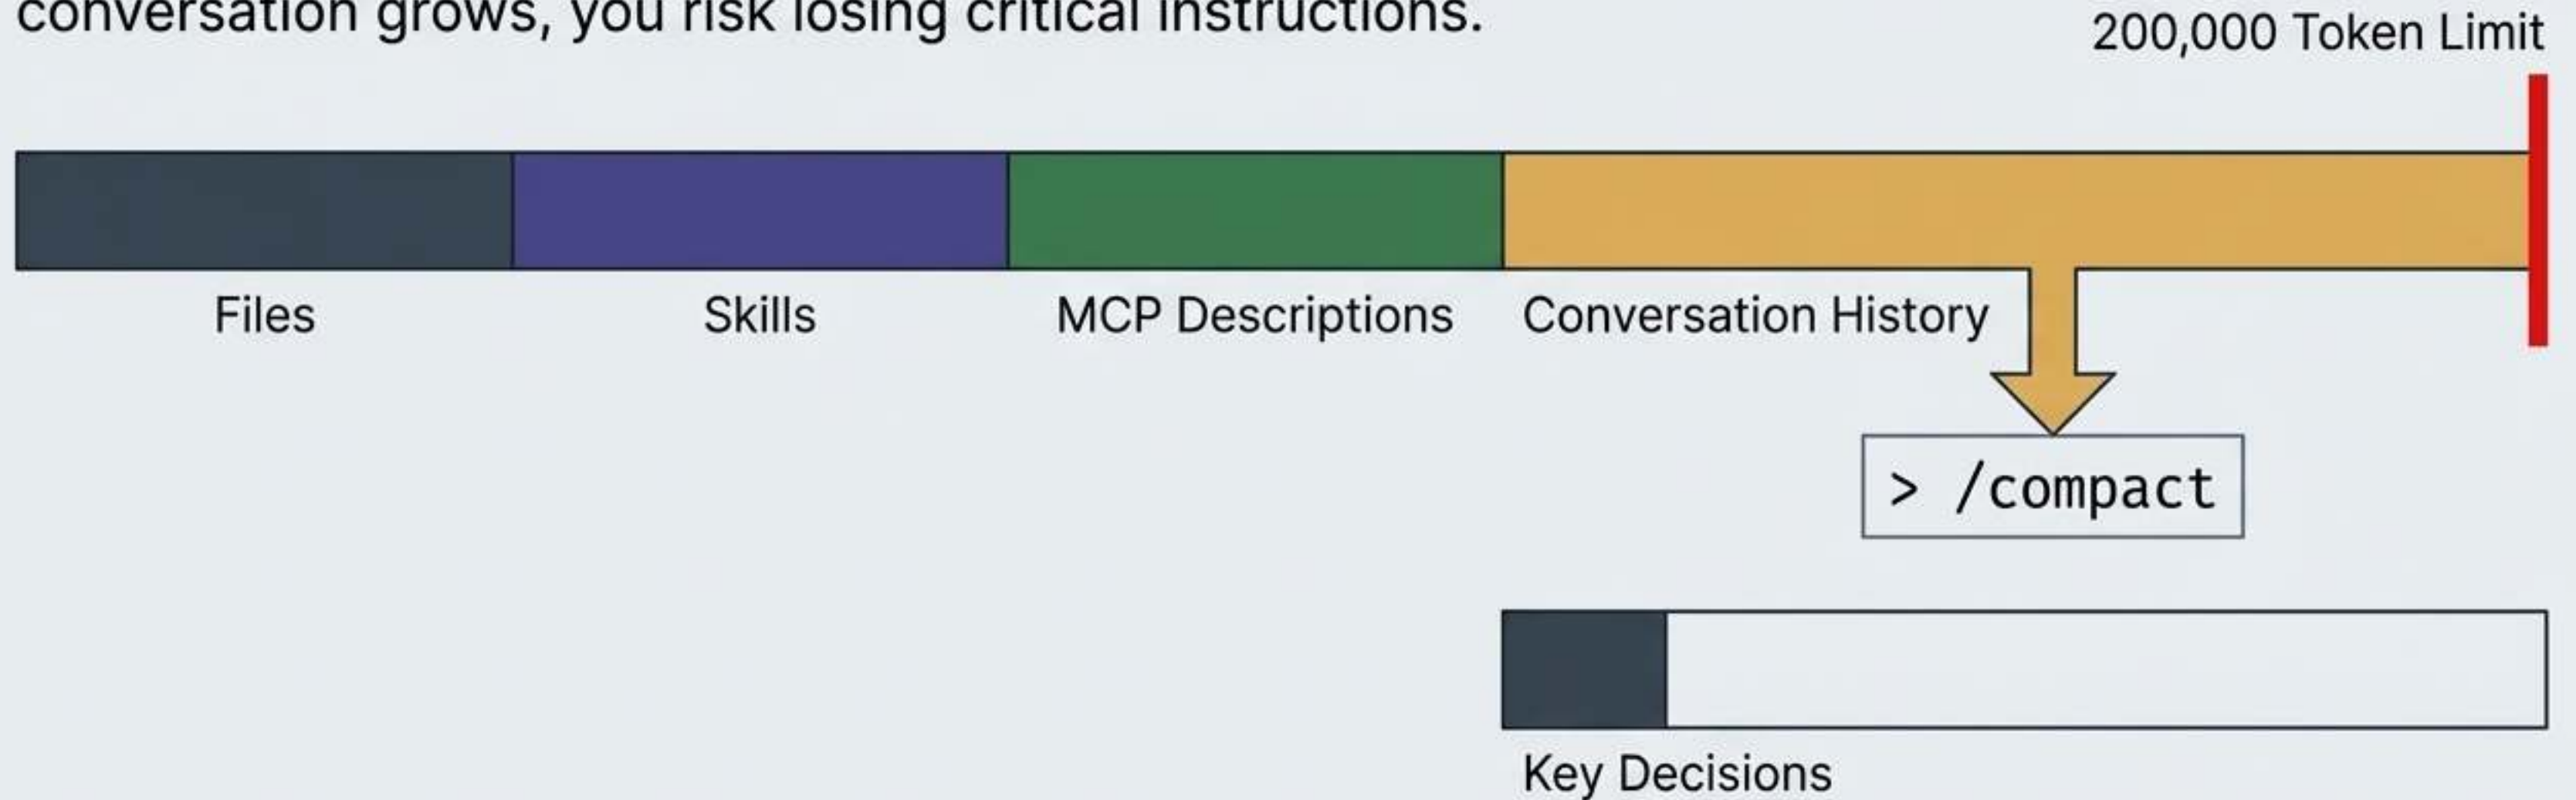 conversation grows, you risk losing critical instructions.
200,000 Token Limit
Files
Skills
MCP Descriptions
Conversation History
> /compact
Key Decisions